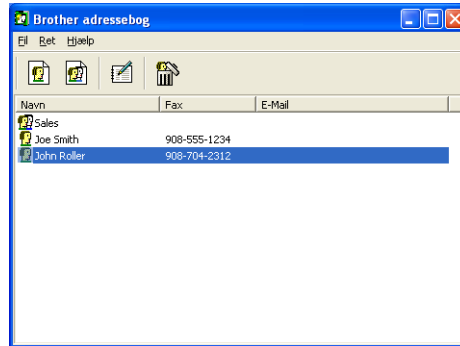 Brother adressebog
Fil Ret Hjælp
Navn Fax E-Mail
Sales
Joe Smith 908-555-1234
John Roller 908-704-2312